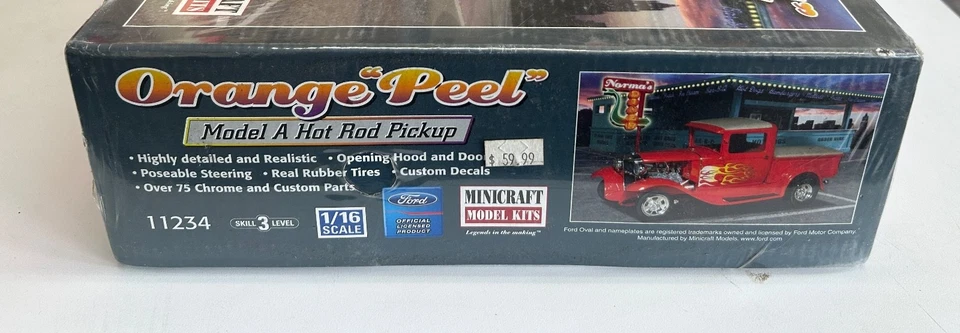 Orange "Peel"
Model A Hot Rod Pickup
• Highly detailed and Realistic • Opening Hood and Doo
• Poseable Steering • Real Rubber Tires • Custom Decals
• Over 75 Chrome and Custom Parts
$ 59.99
11234
SKILL 3 LEVEL
1/16
SCALE
Ford
OFFICIAL
LICENSED
PRODUCT
MINICRAFT
MODEL KITS
Legends in the making™
Norma's
Ford Oval and nameplates are registered trademarks owned and licensed by Ford Motor Company
Manufactured by Minicraft Models. www.ford.com